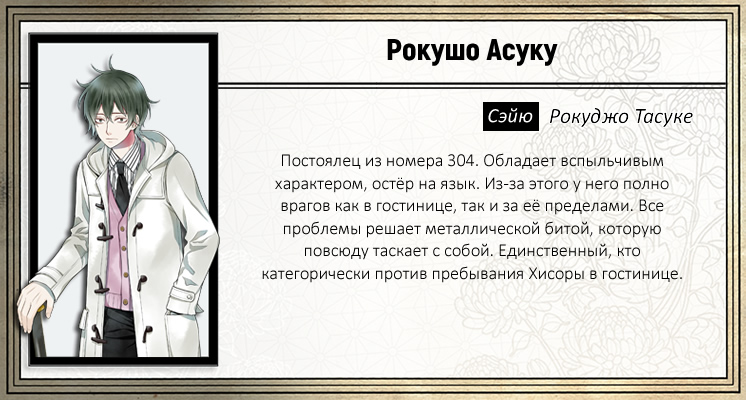 Рокушо Асуку
Сэйю Рокуджо Тасуке
Постоялец из номера 304. Обладает вспыльчивым
характером, остёр на язык. Из-за этого у него полно
врагов как в гостинице, так и за её пределами. Все
проблемы решает металлической битой, которую
повсюду таскает с собой. Единственный, кто
категорически против пребывания Хисоры в гостинице.